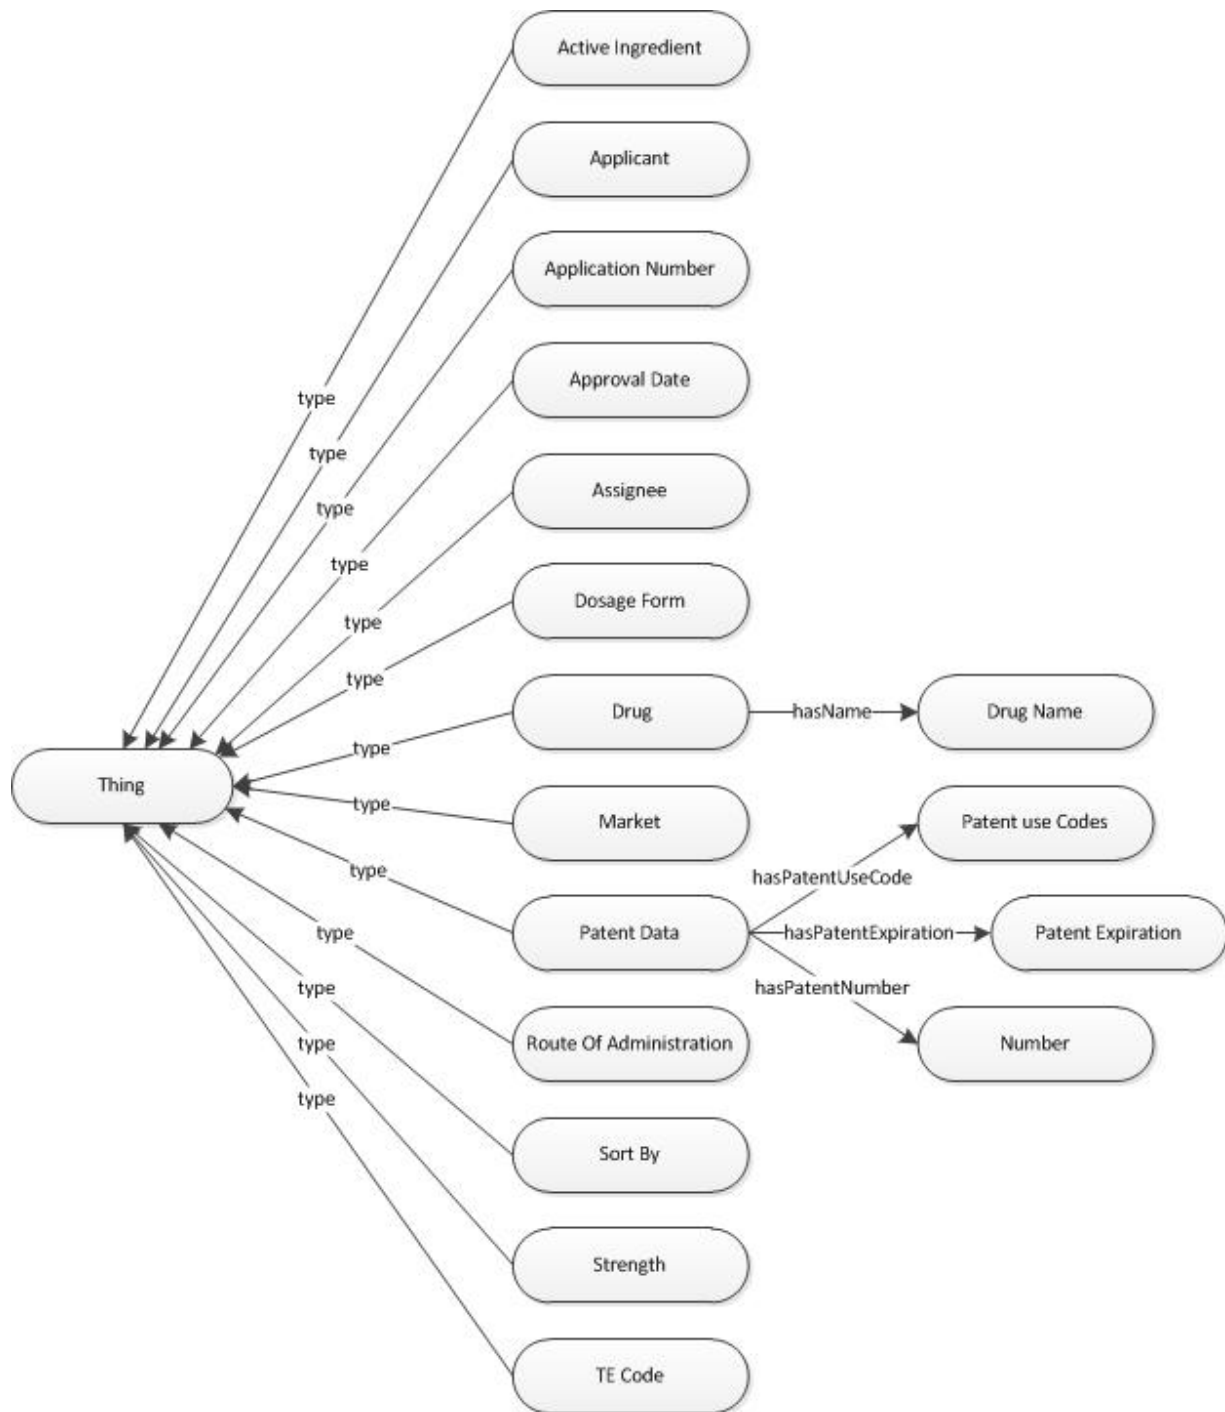 Active Ingredient
Applicant
Application Number
Approval Date
type
type
Assignee
type
type
Dosage Form
type
type
Drug
hasName
Drug Name
type
Thing
type
Market
Patent use Codes
type
hasPatentUseCode
Patent Data
hasPatentExpiration
Patent Expiration
type
type
hasPatentNumber
Route Of Administration
Number
type
type
Sort By
Strength
TE Code